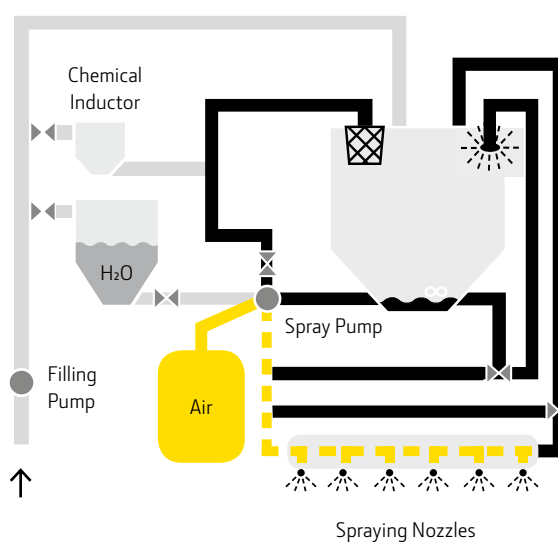 Chemical
Inductor
H₂O
Spray Pump
Filling
Pump
Air
Spraying Nozzles